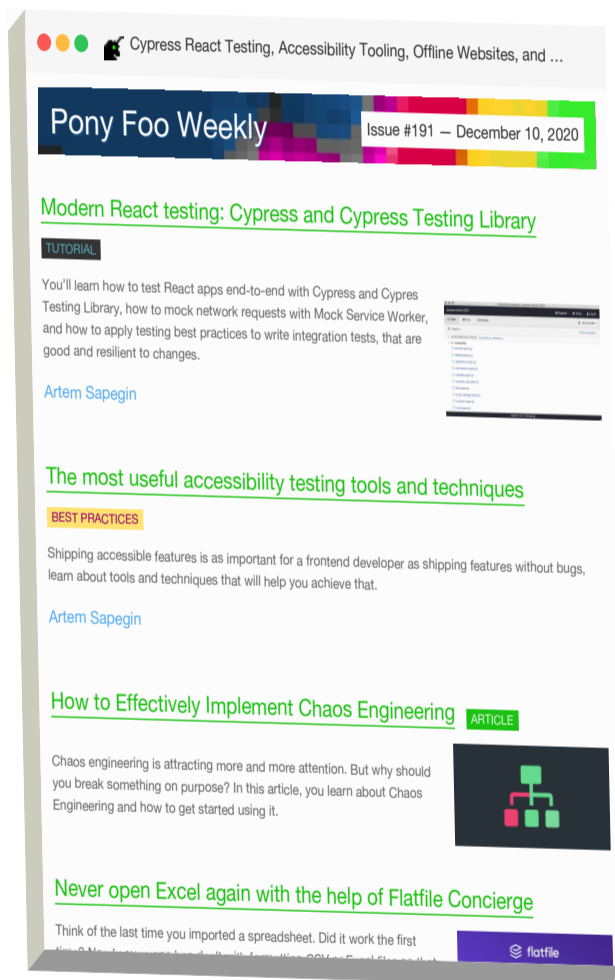 Cypress React Testing, Accessibility Tooling, Offline Websites, and …
Pony Foo Weekly
Issue #191 — December 10, 2020
Modern React testing: Cypress and Cypress Testing Library
TUTORIAL
You'll learn how to test React apps end-to-end with Cypress and Cypres
Testing Library, how to mock network requests with Mock Service Worker,
and how to apply testing best practices to write integration tests, that are
good and resilient to changes.
Artem Sapegin
The most useful accessibility testing tools and techniques
BEST PRACTICES
Shipping accessible features is as important for a frontend developer as shipping features without bugs,
learn about tools and techniques that will help you achieve that.
Artem Sapegin
How to Effectively Implement Chaos Engineering
ARTICLE
Chaos engineering is attracting more and more attention. But why should
you break something on purpose? In this article, you learn about Chaos
Engineering and how to get started using it.
Never open Excel again with the help of Flatfile Concierge
Think of the last time you imported a spreadsheet. Did it work the first
flatfile